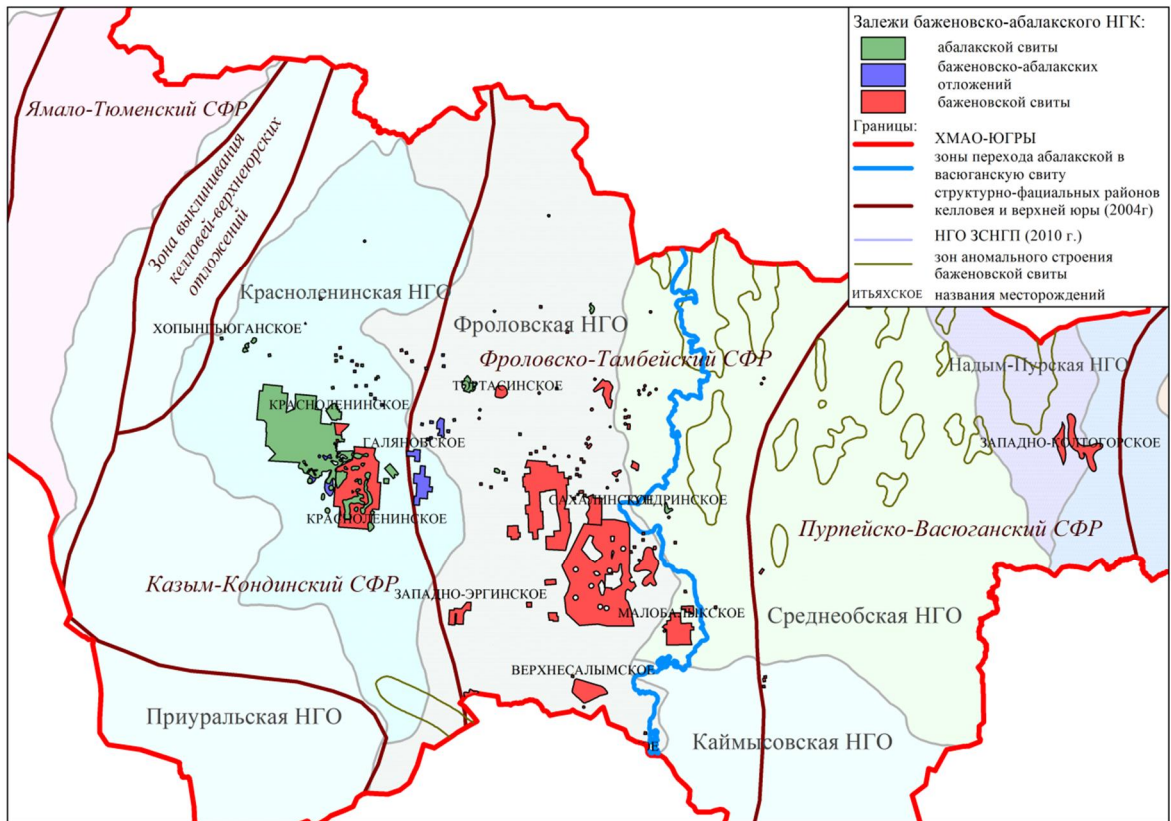 Залежи баженовско-абалакского НГК:
абалакской свиты
баженовско-абалакских
отложений
баженовской свиты
Границы:
ХМАО-ЮГРЫ
зоны перехода абалакской в
васюганскую свиту
структурно-фациальных районов
келловея и верхней юры (2004г)
НГО ЗСНГП (2010 г.)
зон аномального строения
баженовской свиты
ИТЬЯХСКОЕ
названия месторождений
Ямало-Тюменский СФР
Зона выклинивания
келловей-верхнеюрских
отложений
Красноленинская НГО
ХОПЫНГЬЮГАНСКОЕ
Фроловская НГО
Фроловско-Тамбейский СФР
Надым-Пурская НГО
ТЫРТАСИНСКОЕ
КРАСНОЛЕНИНСКОЕ
ГАЛЯНОВСКОЕ
ЗАПАДНО-КОЛТОГОРСКОЕ
САХАЛИНСКОЕ
КРАСНОЛЕНИНСКОЕ
Пурпейско-Васюганский СФР
Казым-Кондинский СФР
ЗАПАДНО-ЭРГИНСКОЕ
МАЛОБАЛЫКСКОЕ
Среднеобская НГО
ВЕРХНЕСАЛЫМСКОЕ
Приуральская НГО
Каймысовская НГО